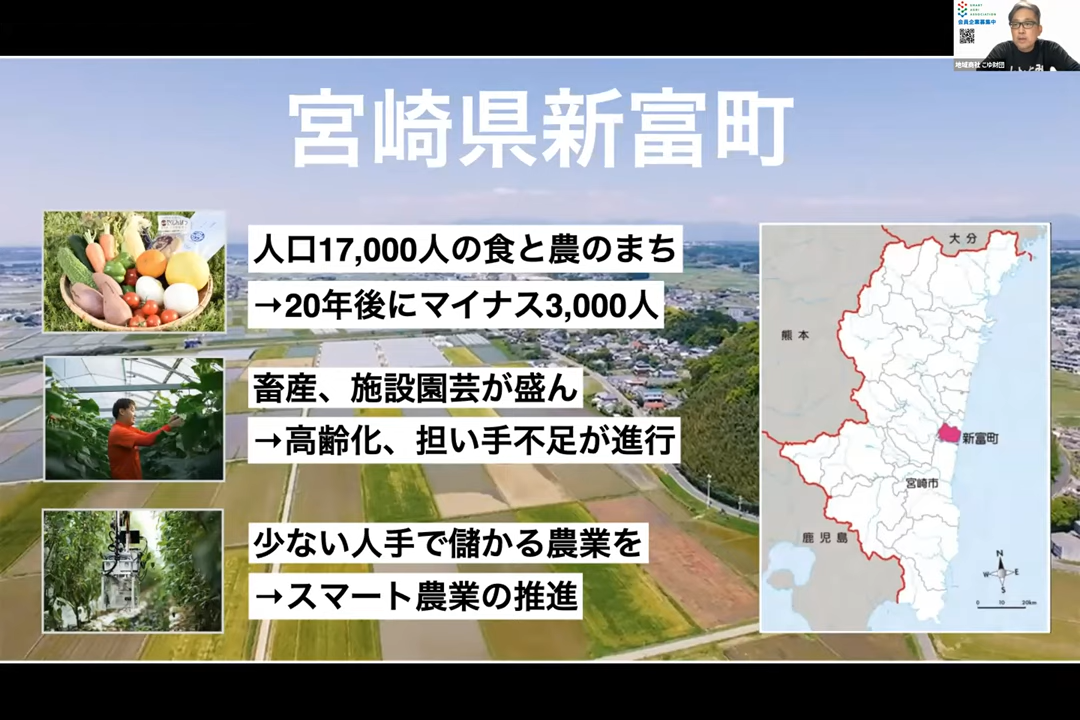 SMART
AGRI
ASSOCIATION
会員企業募集中
地域商社 こゆ財団
宮崎県新富町
人口17,000人の食と農のまち
→20年後にマイナス3,000人
畜産、施設園芸が盛ん
→高齢化、担い手不足が進行
少ない人手で儲かる農業を
→スマート農業の推進
大分
熊本
新富町
宮崎市
鹿児島
N
W E
S
0 10 20km